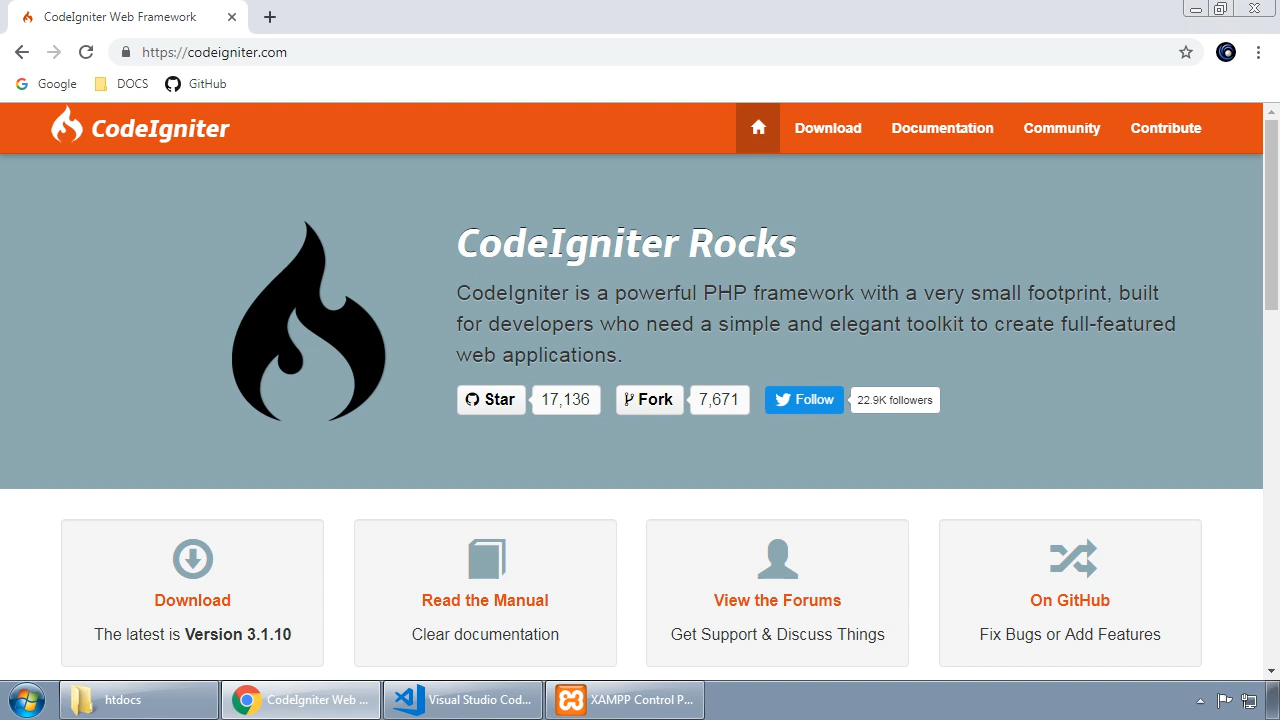 CodeIgniter Web Framework
https://codeigniter.com
Google DOCS GitHub
CodeIgniter Download Documentation Community Contribute
CodeIgniter Rocks
CodeIgniter is a powerful PHP framework with a very small footprint, built
for developers who need a simple and elegant toolkit to create full-featured
web applications.
Star 17,136 Fork 7,671 Follow 22.9K followers
Download
The latest is Version 3.1.10
Read the Manual
Clear documentation
View the Forums
Get Support & Discuss Things
On GitHub
Fix Bugs or Add Features
htdocs CodeIgniter Web ... Visual Studio Cod... XAMPP Control P...